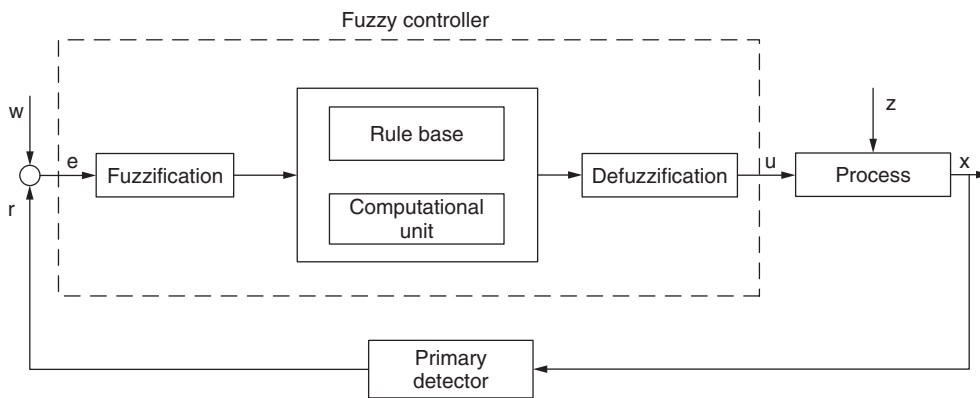 Fuzzy controller
w
z
e
Fuzzification
Rule base
Computational
unit
Defuzzification
u
Process
x
r
Primary
detector